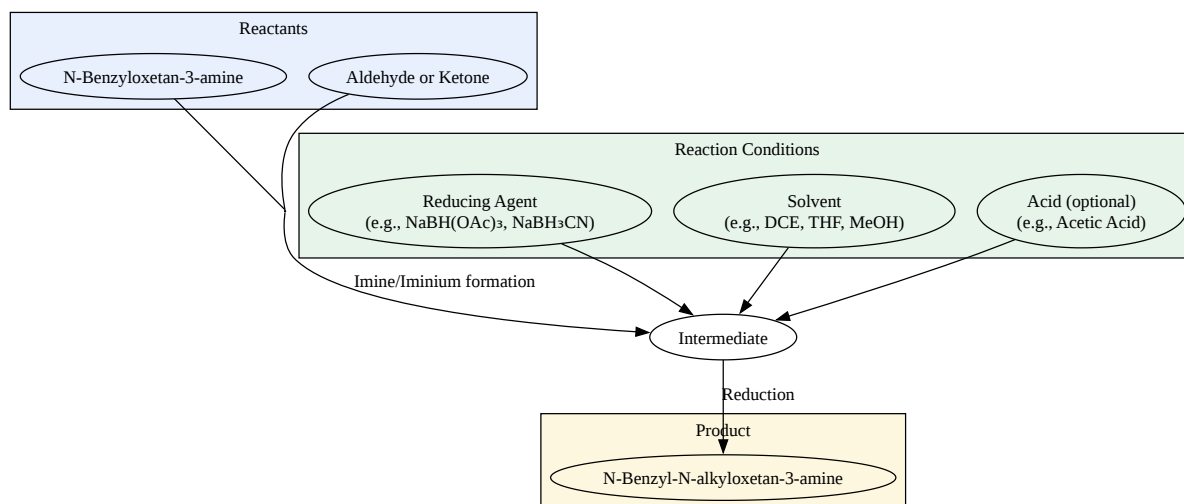 Reactants
N-Benzyloxetan-3-amine
Aldehyde or Ketone
Reaction Conditions
Reducing Agent
(e.g., NaBH(OAc)₃, NaBH₃CN)
Solvent
(e.g., DCE, THF, MeOH)
Acid (optional)
(e.g., Acetic Acid)
Imine/Iminium formation
Intermediate
Reduction
Product
N-Benzyl-N-alkyloxetan-3-amine